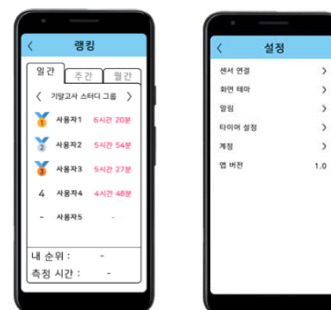 랭킹
일간 주간 월간
< 기말고사 스터디 그룹 >
1 사용자1 6시간 20분
2 사용자2 5시간 54분
3 사용자3 5시간 27분
4 사용자4 4시간 48분
- 사용자5 -
내 순위 : -
측정 시간 : -
설정
센서 연결 >
화면 테마 >
알림 >
타이머 설정 >
계정 >
앱 버전 1.0